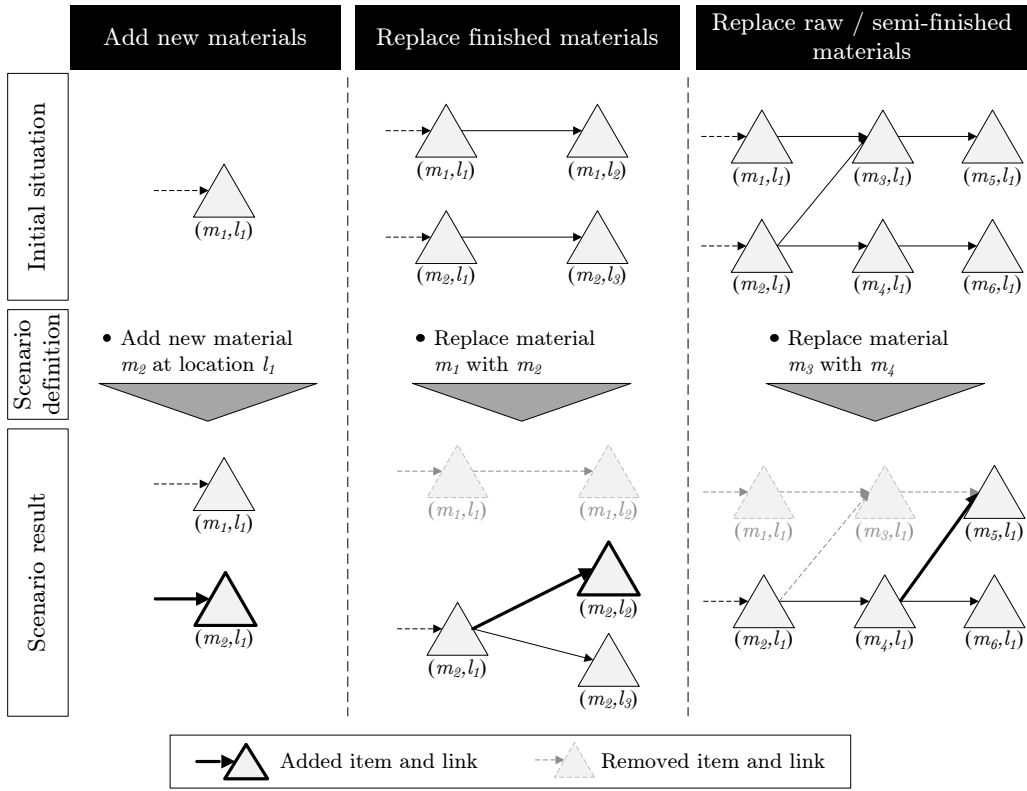 Add new materials
Replace finished materials
Replace raw / semi-finished
materials
Initial situation
(m₁,l₁)
(m₁,l₁)
(m₁,l₂)
(m₂,l₁)
(m₂,l₃)
(m₁,l₁)
(m₃,l₁)
(m₅,l₁)
(m₂,l₁)
(m₄,l₁)
(m₆,l₁)
Scenario
definition
• Add new material
m₂ at location l₁
• Replace material
m₁ with m₂
• Replace material
m₃ with m₄
Scenario result
(m₁,l₁)
(m₂,l₁)
(m₁,l₁)
(m₁,l₂)
(m₂,l₂)
(m₂,l₁)
(m₂,l₃)
(m₁,l₁)
(m₃,l₁)
(m₅,l₁)
(m₂,l₁)
(m₄,l₁)
(m₆,l₁)
Added item and link
Removed item and link